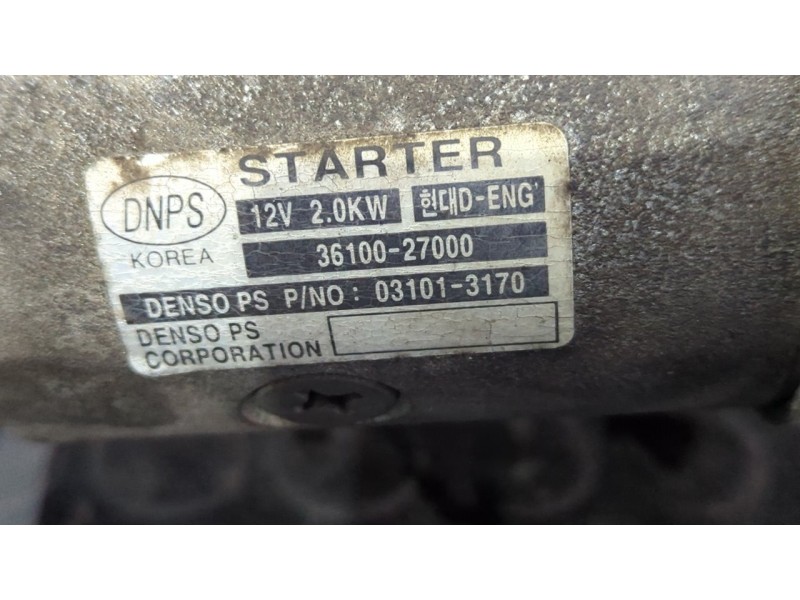 STARTER
DNPS
12V 2.0KW
현대D-ENG'
KOREA
36100-27000
DENSO PS P/NO: 03101-3170
DENSO PS
CORPORATION